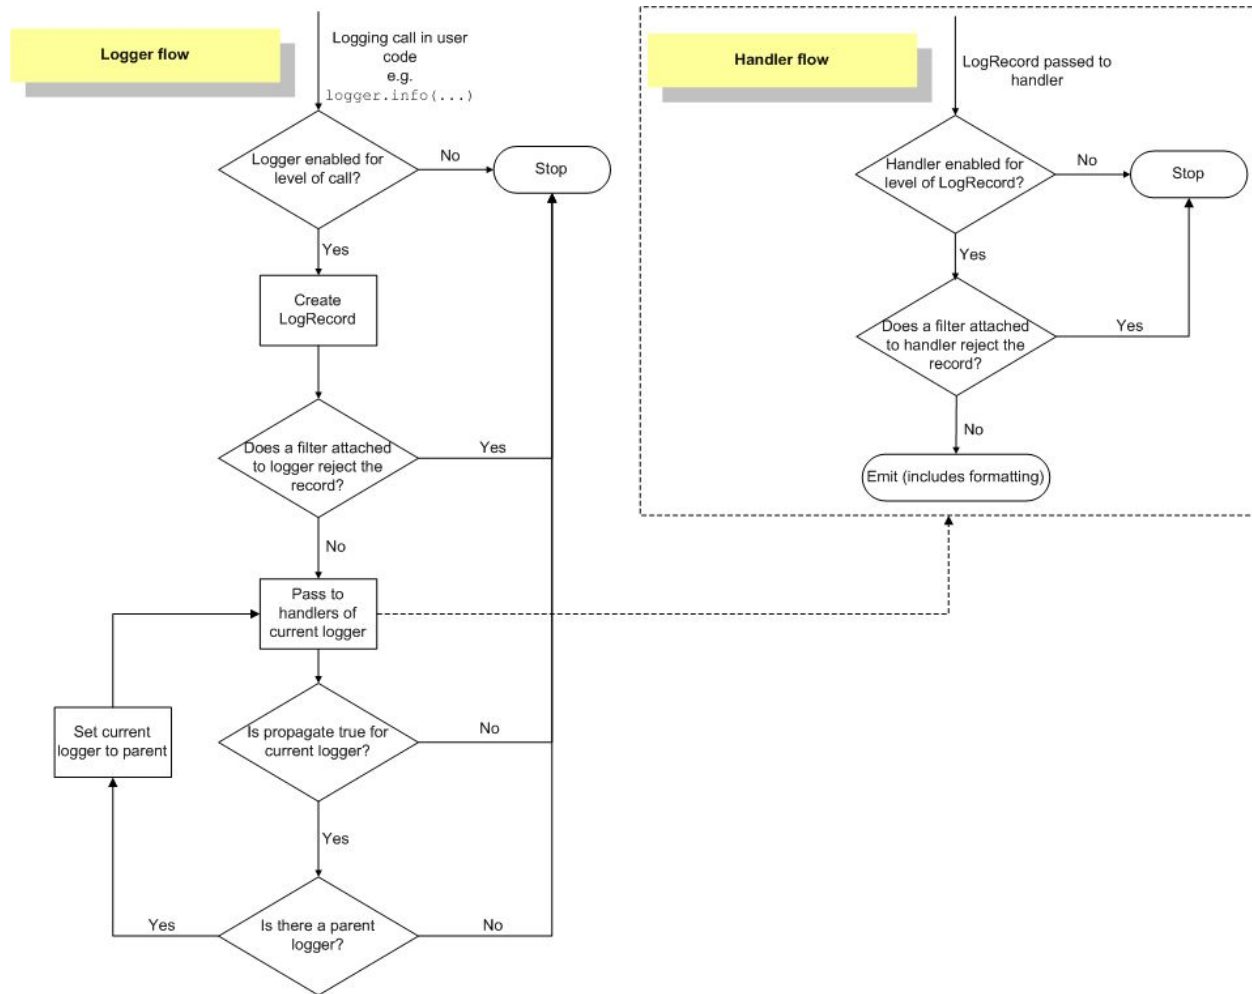 Logger flow
Logging call in user
code
e.g.
logger.info(...)
Logger enabled for
level of call?
No
Stop
Yes
Create
LogRecord
Does a filter attached
to logger reject the
record?
Yes
No
Pass to
handlers of
current logger
Set current
logger to parent
Is propagate true for
current logger?
No
Yes
Is there a parent
logger?
Yes
No
Handler flow
LogRecord passed to
handler
Handler enabled for
level of LogRecord?
No
Stop
Yes
Does a filter attached
to handler reject the
record?
Yes
No
Emit (includes formatting)